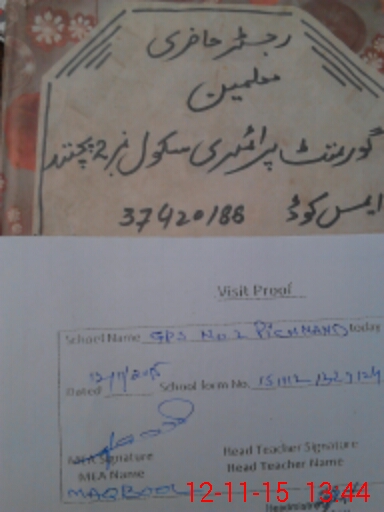 رجسٹر حاضری
معلمین
گورنمنٹ پرائمری سکول نمبر 2 پچنند
ایمس کوڈ 37420188
Visit Proof
School Name GPS No. 2 PICHNAND today
Dated 12/11/2015 School form No.
MEA Signature Head Teacher Signature
MEA Name Head Teacher Name
MAQBOOL
12-11-15 13:44